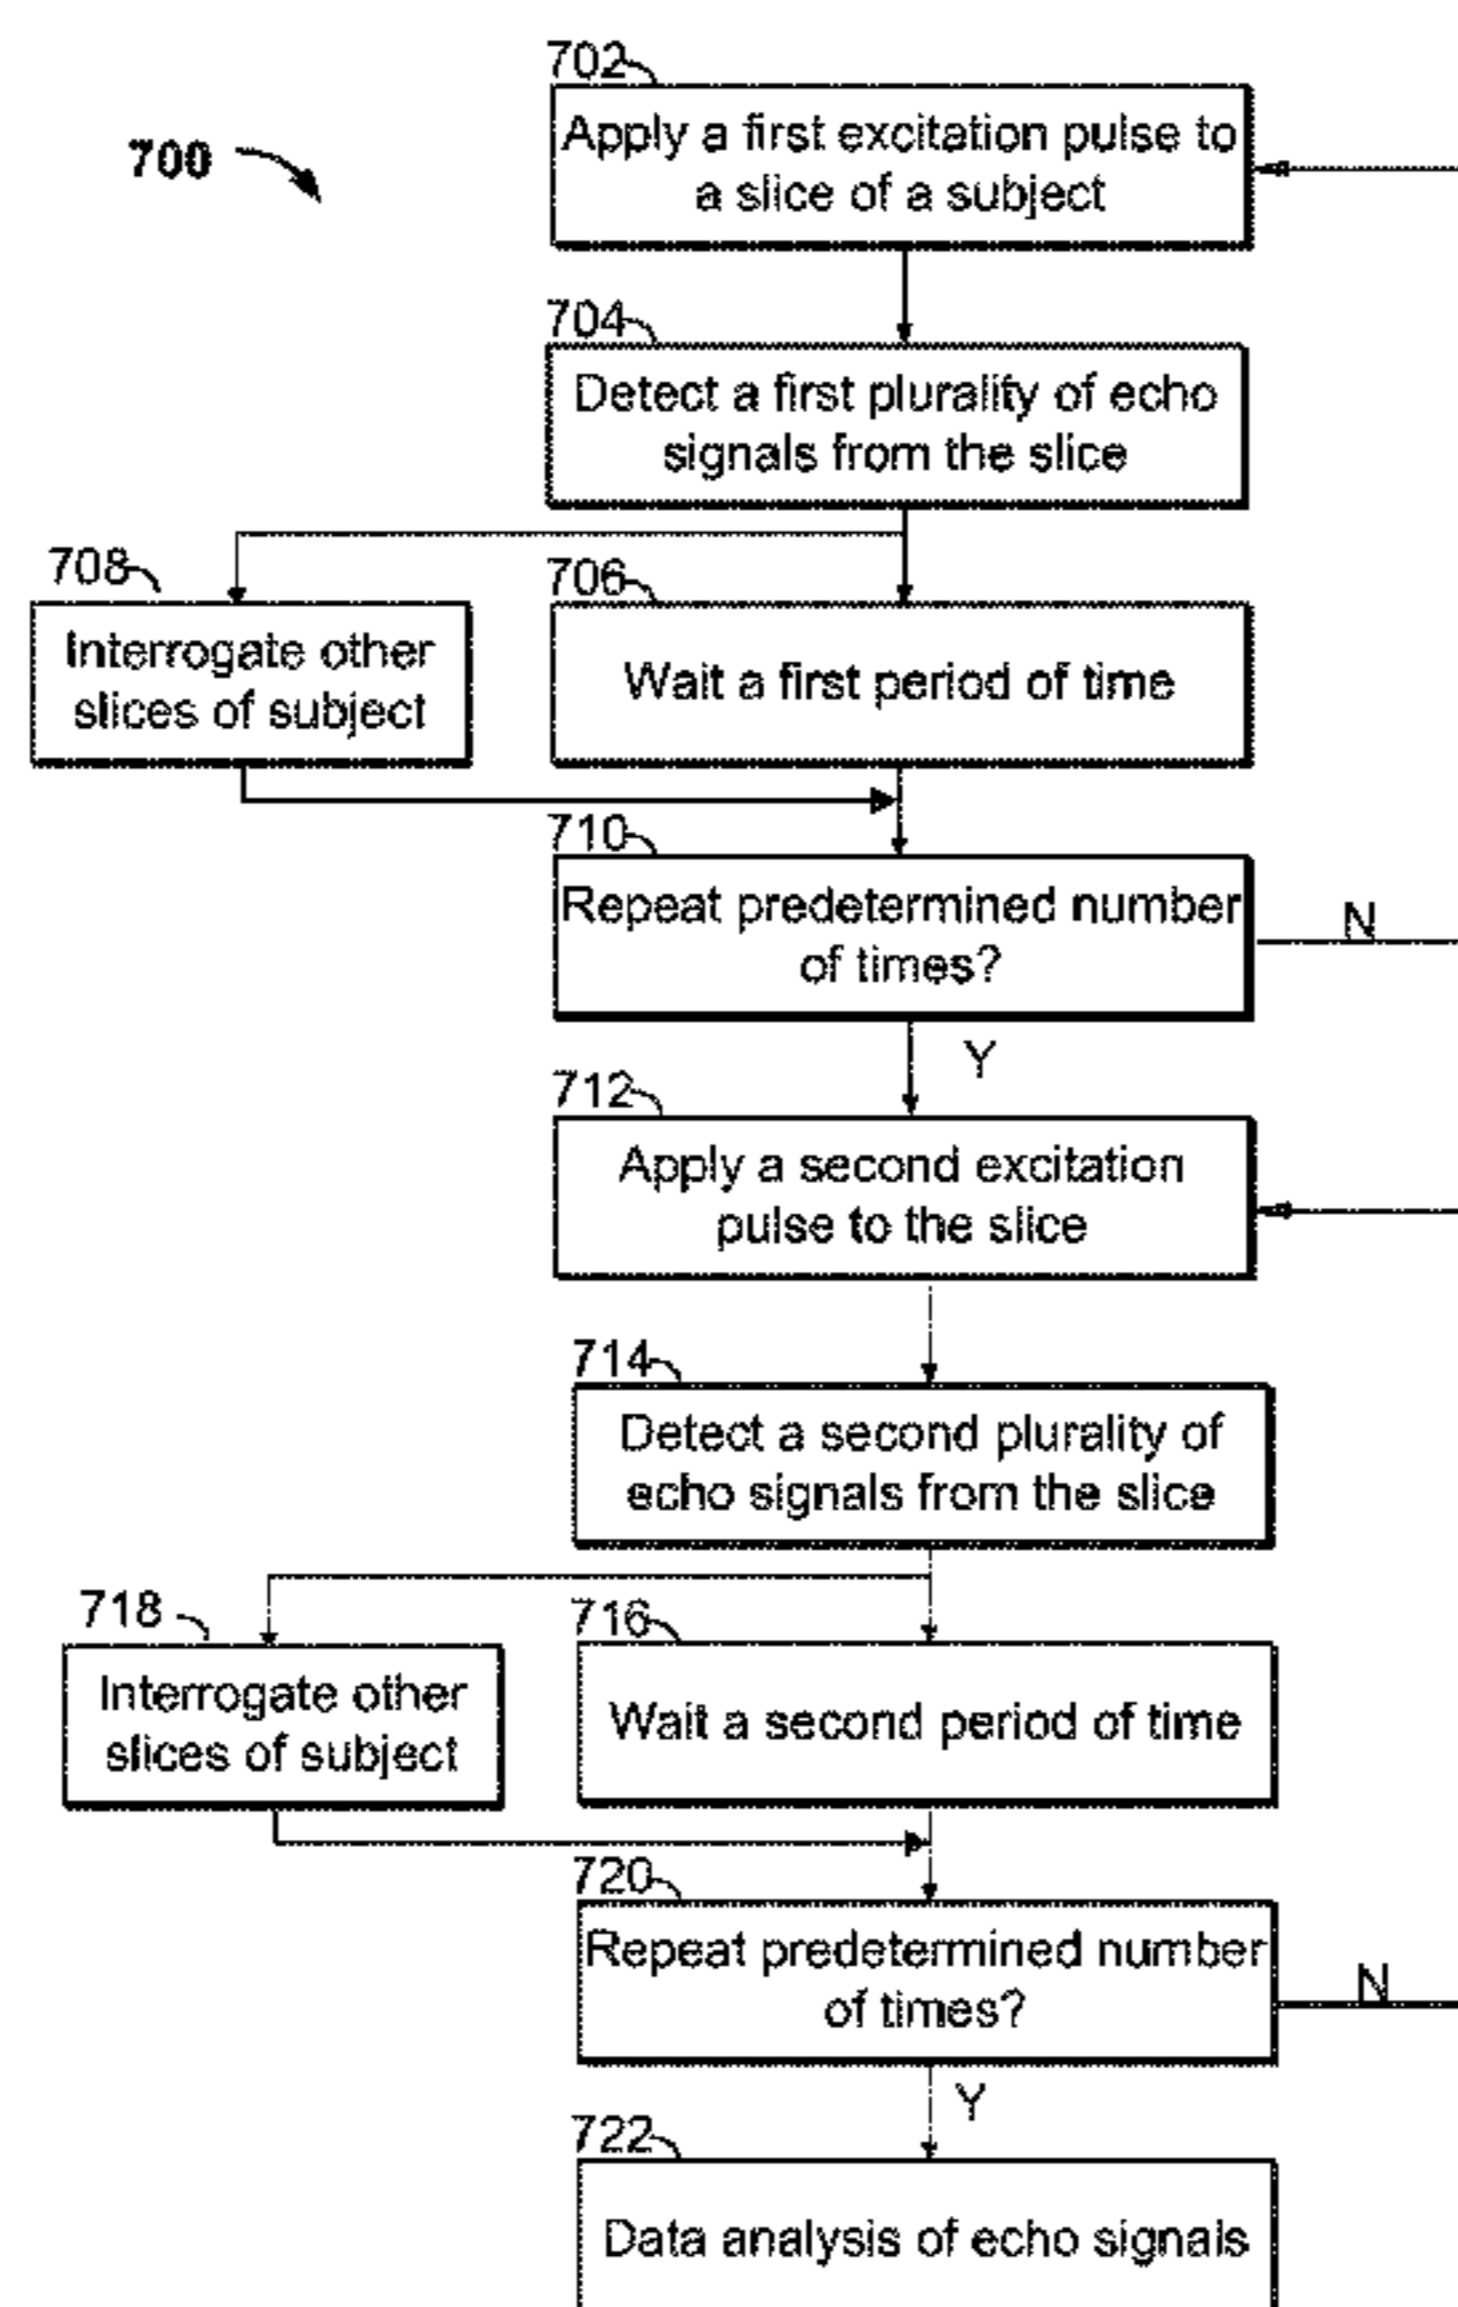 702
Apply a first excitation pulse to
a slice of a subject
700
704
Detect a first plurality of echo
signals from the slice
708
Interrogate other
slices of subject
706
Wait a first period of time
710
Repeat predetermined number
of times?
N
Y
712
Apply a second excitation
pulse to the slice
714
Detect a second plurality of
echo signals from the slice
718
Interrogate other
slices of subject
716
Wait a second period of time
720
Repeat predetermined number
of times?
N
Y
722
Data analysis of echo signals